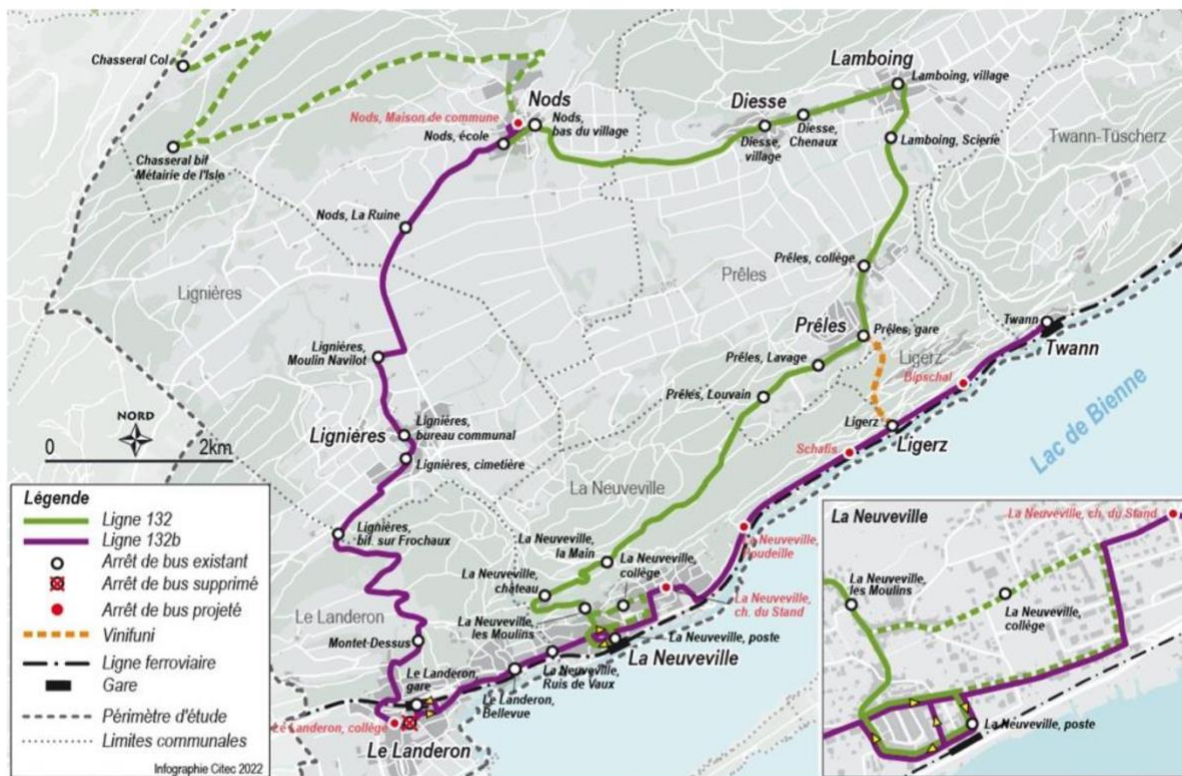 Chasseral Col
Chasseral bif
Métairie de l'Isle
Nods, Maison de commune
Nods
Nods, école
Nods,
bas du village
Nods, La Ruine
Diesse
Diesse,
village
Diesse,
Chenaux
Lamboing
Lamboing, village
Lamboing, Scierie
Twann-Tüscherz
Lignières
Prêles
Prêles, collège
Prêles
Prêles, gare
Prêles, Lavage
Prêles, Louvain
Ligerz
Twann
Twann
Bipschal
Ligerz
Ligerz
Schafis
Lac de Bienne
Lignières,
Moulin Navilot
Lignières
Lignières,
bureau communal
Lignières, cimetière
Lignières,
bif. sur Frochaux
NORD
0
2km
La Neuveville
La Neuveville,
la Main
La Neuveville,
château
La Neuveville,
collège
La Neuveville,
les Moulins
La Neuveville,
Poudeille
La Neuveville,
ch. du Stand
La Neuveville, poste
La Neuveville
La Neuveville,
Ruis de Vaux
Le Landeron
Montet-Dessus
Le Landeron,
gare
Le Landeron,
Bellevue
Le Landeron, collège
Le Landeron
Légende
Ligne 132
Ligne 132b
Arrêt de bus existant
Arrêt de bus supprimé
Arrêt de bus projeté
Vinifuni
Ligne ferroviaire
Gare
Périmètre d'étude
Limites communales
Infographie Citec 2022
La Neuveville
La Neuveville, ch. du Stand
La Neuveville,
les Moulins
La Neuveville,
collège
La Neuveville, poste